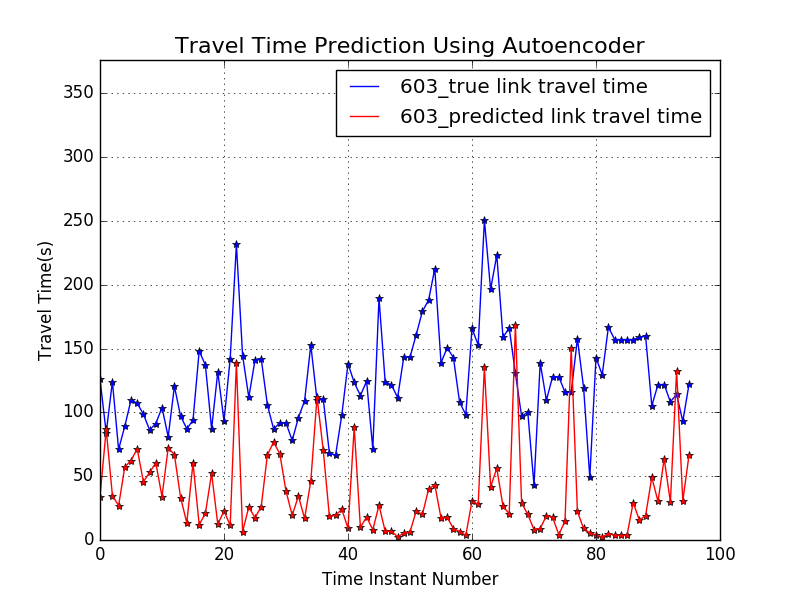 Travel Time Prediction Using Autoencoder
603_true link travel time
603_predicted link travel time
Travel Time(s)
350
300
250
200
150
100
50
0
0 20 40 60 80 100
Time Instant Number